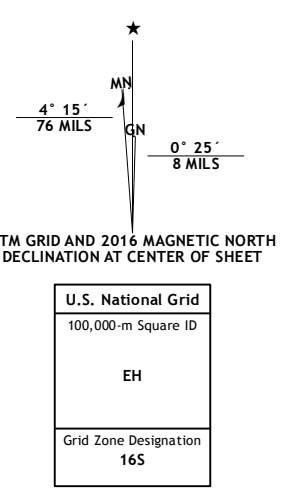 MN
4° 15´
76 MILS
GN
0° 25´
8 MILS
TM GRID AND 2016 MAGNETIC NORTH
DECLINATION AT CENTER OF SHEET
U.S. National Grid
100,000-m Square ID
EH
Grid Zone Designation
16S